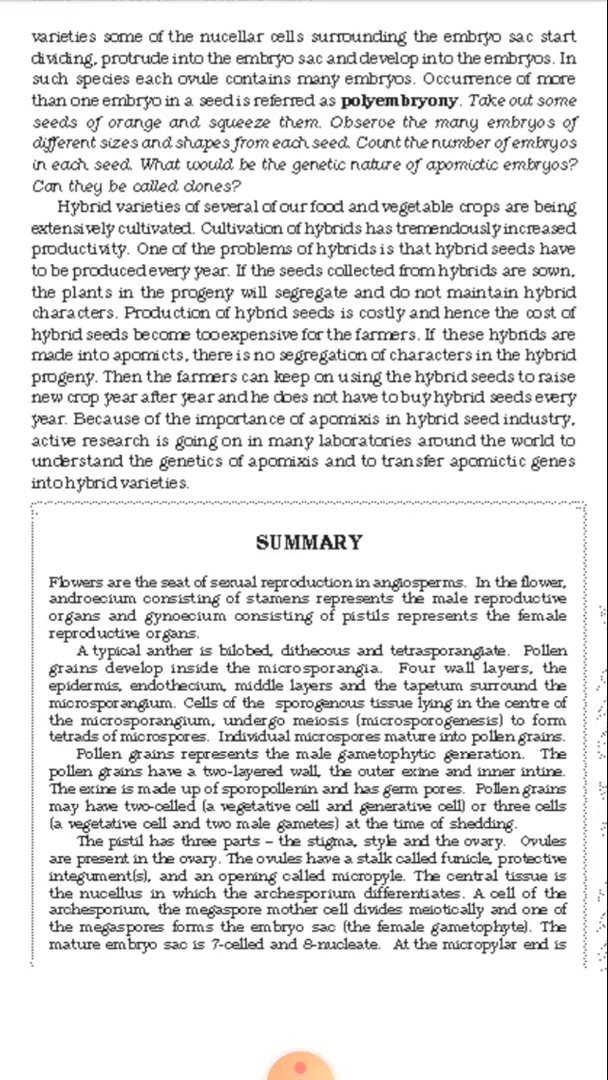 varieties some of the nucellar cells surrounding the embryo sac start
dividing, protrude into the embryo sac and develop into the embryos. In
such species each ovule contains many embryos. Occurrence of more
than one embryo in a seed is referred as polyembryony. Take out some
seeds of orange and squeeze them. Observe the many embryos of
different sizes and shapes from each seed. Count the number of embryos
in each seed. What would be the genetic nature of apomictic embryos?
Can they be called clones?
Hybrid varieties of several of our food and vegetable crops are being
extensively cultivated. Cultivation of hybrids has tremendously increased
productivity. One of the problems of hybrids is that hybrid seeds have
to be produced every year. If the seeds collected from hybrids are sown,
the plants in the progeny will segregate and do not maintain hybrid
characters. Production of hybrid seeds is costly and hence the cost of
hybrid seeds become too expensive for the farmers. If these hybrids are
made into apomicts, there is no segregation of characters in the hybrid
progeny. Then the farmers can keep on using the hybrid seeds to raise
new crop year after year and he does not have to buy hybrid seeds every
year. Because of the importance of apomixis in hybrid seed industry,
active research is going on in many laboratories around the world to
understand the genetics of apomixis and to transfer apomictic genes
into hybrid varieties.
SUMMARY
Flowers are the seat of sexual reproduction in angiosperms. In the flower,
androecium consisting of stamens represents the male reproductive
organs and gynoecium consisting of pistils represents the female
reproductive organs.
A typical anther is bilobed, dithecous and tetrasporangiate. Pollen
grains develop inside the microsporangia. Four wall layers, the
epidermis, endothecium, middle layers and the tapetum surround the
microsporangium. Cells of the sporogenous tissue lying in the centre of
the microsporangium, undergo meiosis (microsporogenesis) to form
tetrads of microspores. Individual microspores mature into pollen grains.
Pollen grains represents the male gametophytic generation. The
pollen grains have a two-layered wall, the outer exine and inner intine.
The exine is made up of sporopollenin and has germ pores. Pollen grains
may have two-celled (a vegetative cell and generative cell) or three cells
(a vegetative cell and two male gametes) at the time of shedding.
The pistil has three parts – the stigma, style and the ovary. Ovules
are present in the ovary. The ovules have a stalk called funicle, protective
integument(s), and an opening called micropyle. The central tissue is
the nucellus in which the archesporium differentiates. A cell of the
archesporium, the megaspore mother cell divides meiotically and one of
the megaspores forms the embryo sac (the female gametophyte). The
mature embryo sac is 7-celled and 8-nucleate. At the micropylar end is